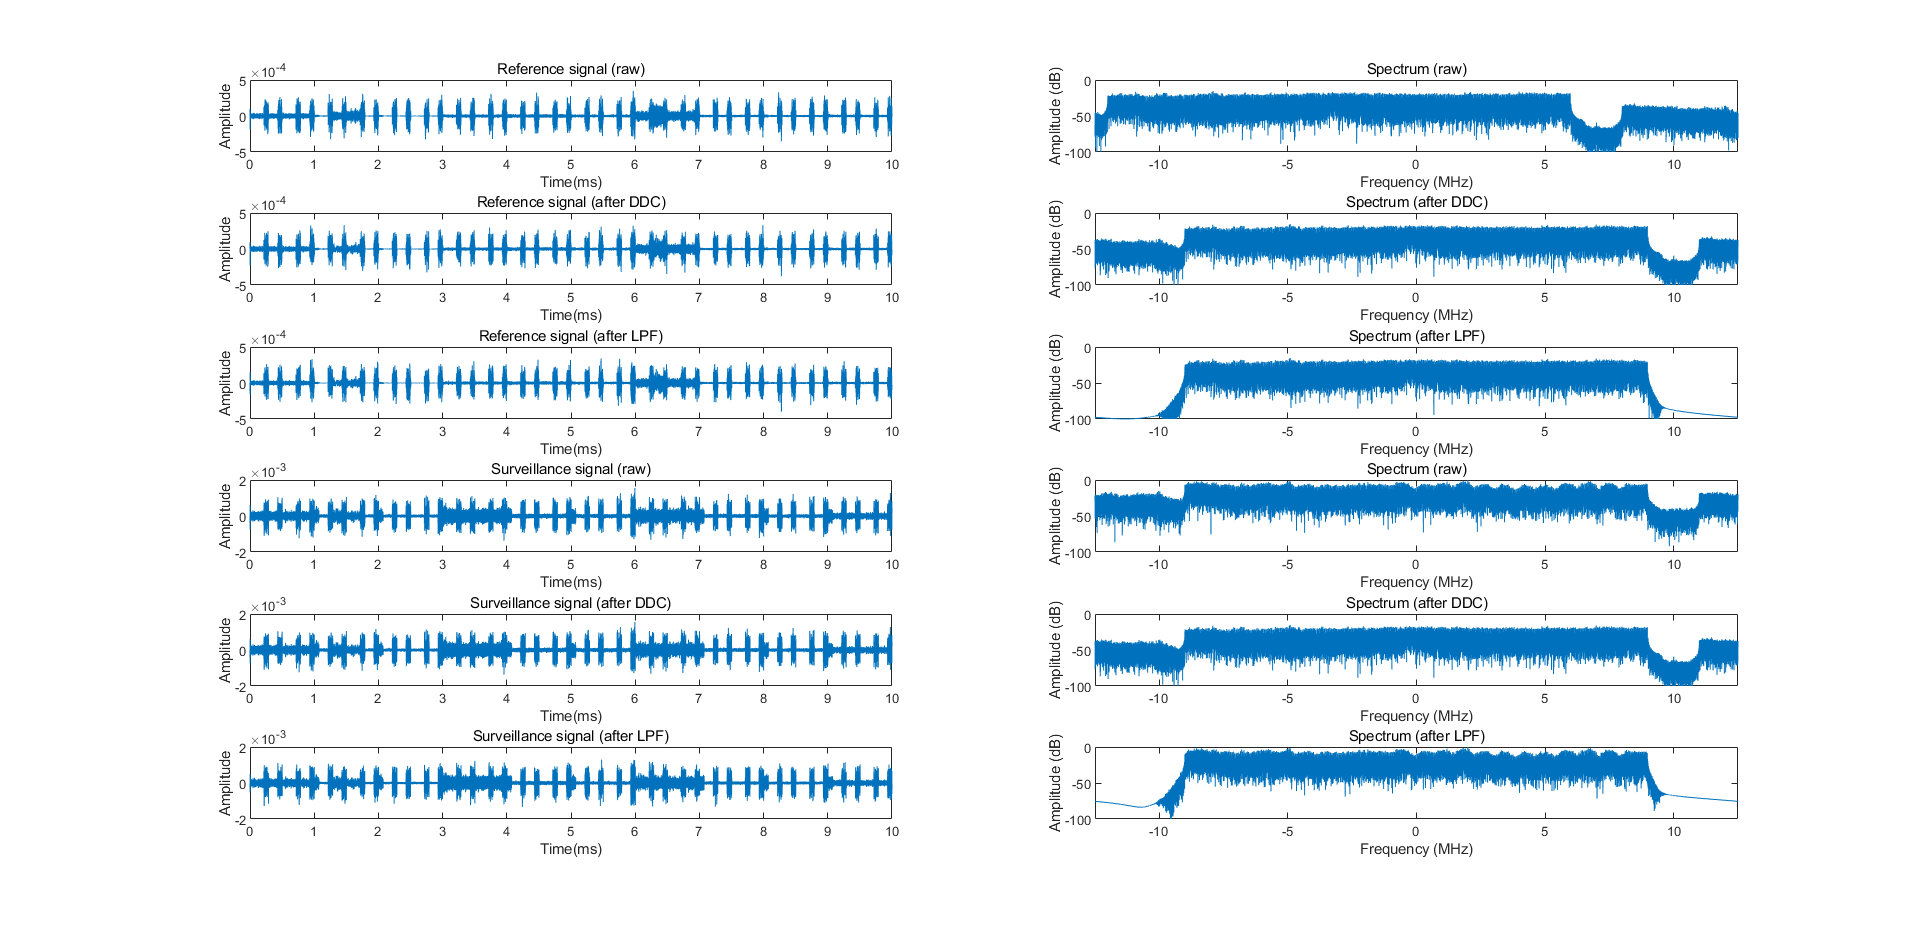 Reference signal (raw)
×10-4
Amplitude
5
0
-5
0 1 2 3 4 5 6 7 8 9 10
Time(ms)
Spectrum (raw)
Amplitude (dB)
0
-50
-100
-10 -5 0 5 10
Frequency (MHz)
Reference signal (after DDC)
×10-4
Amplitude
5
0
-5
0 1 2 3 4 5 6 7 8 9 10
Time(ms)
Spectrum (after DDC)
Amplitude (dB)
0
-50
-100
-10 -5 0 5 10
Frequency (MHz)
Reference signal (after LPF)
×10-4
Amplitude
5
0
-5
0 1 2 3 4 5 6 7 8 9 10
Time(ms)
Spectrum (after LPF)
Amplitude (dB)
0
-50
-100
-10 -5 0 5 10
Frequency (MHz)
Surveillance signal (raw)
×10-3
Amplitude
2
0
-2
0 1 2 3 4 5 6 7 8 9 10
Time(ms)
Spectrum (raw)
Amplitude (dB)
0
-50
-100
-10 -5 0 5 10
Frequency (MHz)
Surveillance signal (after DDC)
×10-3
Amplitude
2
0
-2
0 1 2 3 4 5 6 7 8 9 10
Time(ms)
Spectrum (after DDC)
Amplitude (dB)
0
-50
-100
-10 -5 0 5 10
Frequency (MHz)
Surveillance signal (after LPF)
×10-3
Amplitude
2
0
-2
0 1 2 3 4 5 6 7 8 9 10
Time(ms)
Spectrum (after LPF)
Amplitude (dB)
0
-50
-100
-10 -5 0 5 10
Frequency (MHz)